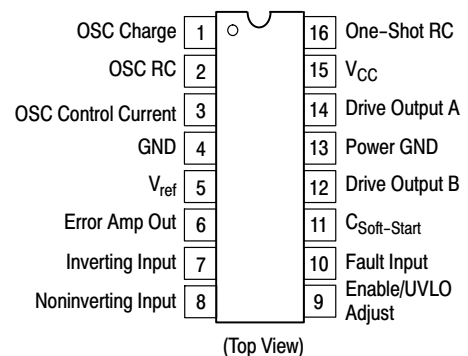 OSC Charge 1 16 One-Shot RC
OSC RC 2 15 VCC
OSC Control Current 3 14 Drive Output A
GND 4 13 Power GND
Vref 5 12 Drive Output B
Error Amp Out 6 11 CSoft-Start
Inverting Input 7 10 Fault Input
Noninverting Input 8 9 Enable/UVLO
Adjust
(Top View)